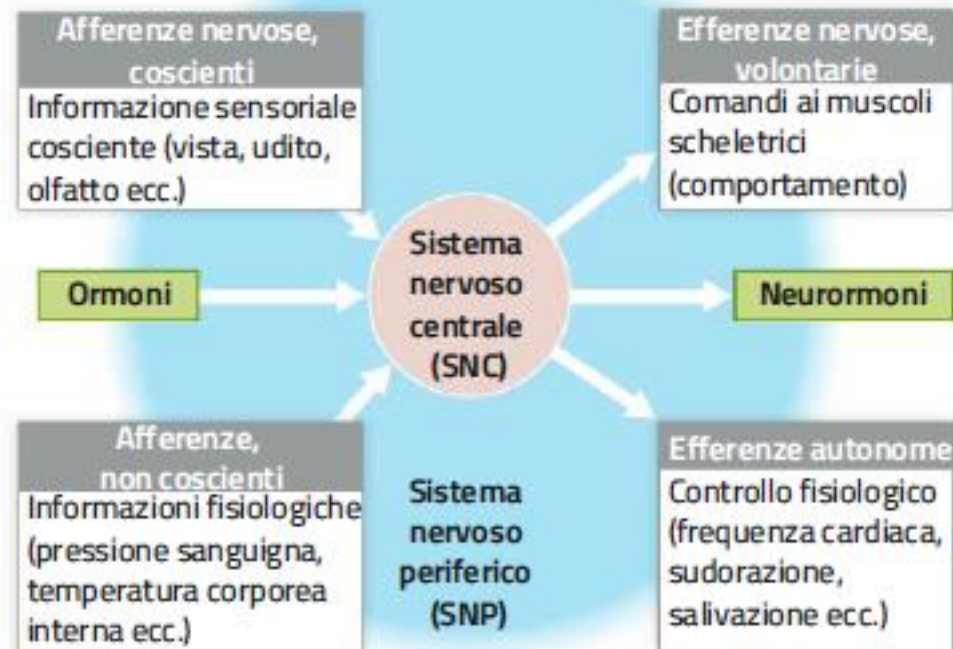 Afferenze nervose,
coscienti
Informazione sensoriale
cosciente (vista, udito,
olfatto ecc.)
Efferenze nervose,
volontarie
Comandi ai muscoli
scheletrici
(comportamento)
Ormoni
Sistema
nervoso
centrale
(SNC)
Neurormoni
Afferenze,
non coscienti
Informazioni fisiologiche
(pressione sanguigna,
temperatura corporea
interna ecc.)
Sistema
nervoso
periferico
(SNP)
Efferenze autonome
Controllo fisiologico
(frequenza cardiaca,
sudorazione,
salivazione ecc.)